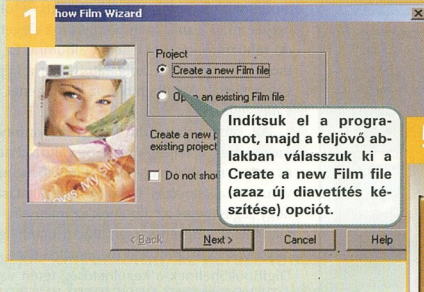 1
how Film Wizard
Project
Create a new Film file
an existing Film file
Create a new
existing project
Do not
Indítsuk el a progra-
mot, majd a feljövő ab-
lakban válasszuk ki a
Create a new Film file
(azaz új diavetítés ké-
szítése) opciót.
< Back Next > Cancel Help